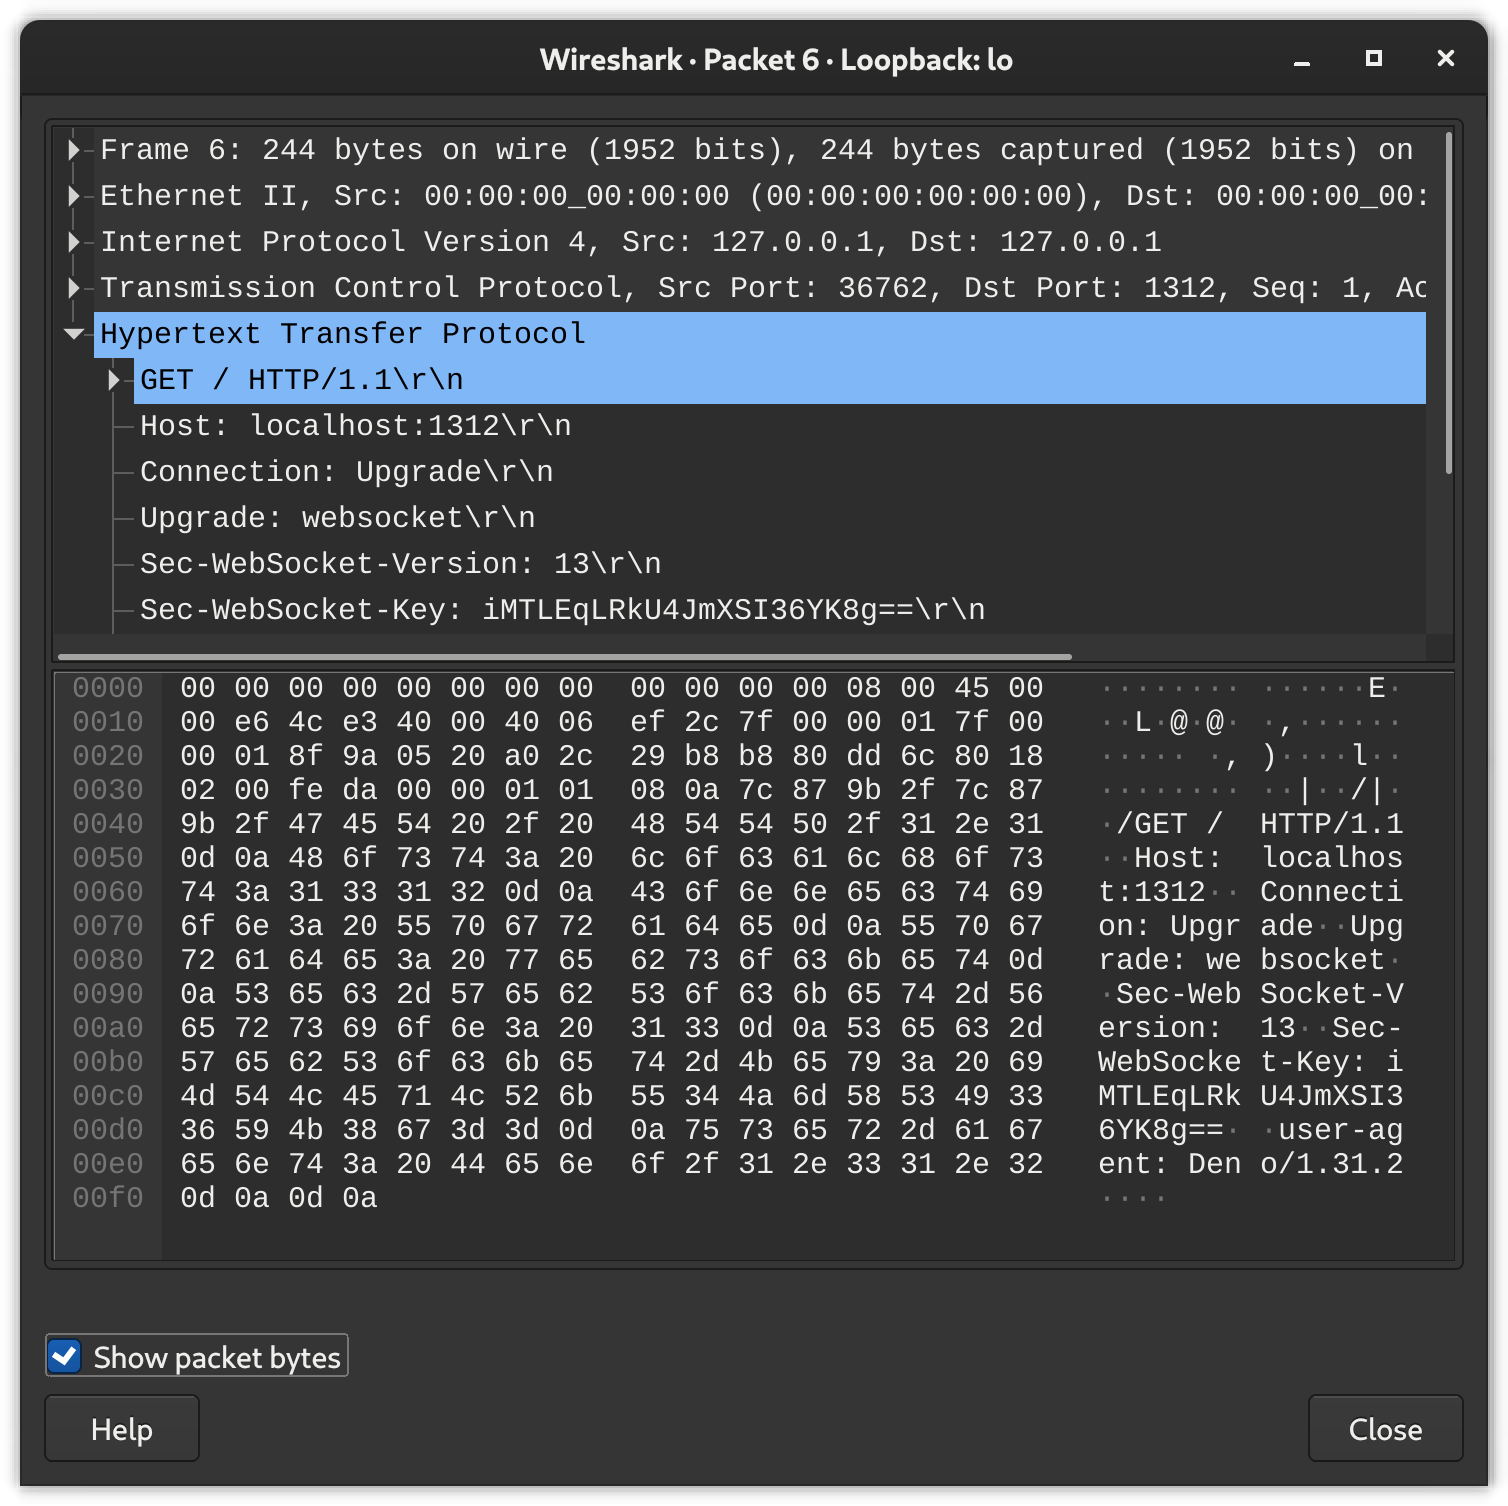 Wireshark · Packet 6 · Loopback: lo
Frame 6: 244 bytes on wire (1952 bits), 244 bytes captured (1952 bits) on
Ethernet II, Src: 00:00:00_00:00:00 (00:00:00:00:00:00), Dst: 00:00:00_00:
Internet Protocol Version 4, Src: 127.0.0.1, Dst: 127.0.0.1
Transmission Control Protocol, Src Port: 36762, Dst Port: 1312, Seq: 1, Ac
Hypertext Transfer Protocol
GET / HTTP/1.1\r\n
Host: localhost:1312\r\n
Connection: Upgrade\r\n
Upgrade: websocket\r\n
Sec-WebSocket-Version: 13\r\n
Sec-WebSocket-Key: iMTLEqLRkU4JmXSI36YK8g==\r\n
0000 00 00 00 00 00 00 00 00 00 00 00 00 08 00 45 00 ········ ······E·
0010 00 e6 4c e3 40 00 40 06 ef 2c 7f 00 00 01 7f 00 ··L·@·@· ·,······
0020 00 01 8f 9a 05 20 a0 2c 29 b8 b8 80 dd 6c 80 18 ····· ·, )····l··
0030 02 00 fe da 00 00 01 01 08 0a 7c 87 9b 2f 7c 87 ········ ··|··/|·
0040 9b 2f 47 45 54 20 2f 20 48 54 54 50 2f 31 2e 31 ·/GET / HTTP/1.1
0050 0d 0a 48 6f 73 74 3a 20 6c 6f 63 61 6c 68 6f 73 ··Host: localhos
0060 74 3a 31 33 31 32 0d 0a 43 6f 6e 6e 65 63 74 69 t:1312·· Connecti
0070 6f 6e 3a 20 55 70 67 72 61 64 65 0d 0a 55 70 67 on: Upgr ade··Upg
0080 72 61 64 65 3a 20 77 65 62 73 6f 63 6b 65 74 0d rade: we bsocket·
0090 0a 53 65 63 2d 57 65 62 53 6f 63 6b 65 74 2d 56 ·Sec-Web Socket-V
00a0 65 72 73 69 6f 6e 3a 20 31 33 0d 0a 53 65 63 2d ersion: 13··Sec-
00b0 57 65 62 53 6f 63 6b 65 74 2d 4b 65 79 3a 20 69 WebSocke t-Key: i
00c0 4d 54 4c 45 71 4c 52 6b 55 34 4a 6d 58 53 49 33 MTLEqLRk U4JmXSI3
00d0 36 59 4b 38 67 3d 3d 0d 0a 75 73 65 72 2d 61 67 6YK8g==· ·user-ag
00e0 65 6e 74 3a 20 44 65 6e 6f 2f 31 2e 33 31 2e 32 ent: Den o/1.31.2
00f0 0d 0a 0d 0a ····
Show packet bytes
Help
Close